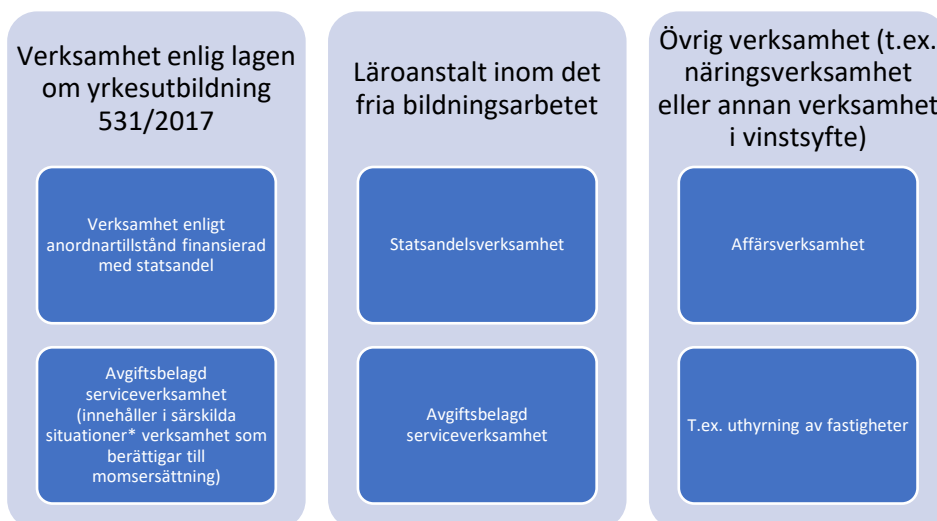 Verksamhet enlig lagen
om yrkesutbildning
531/2017
Verksamhet enligt
anordnartillstånd finansierad
med statsandel
Avgiftsbelagd
serviceverksamhet
(innehåller i särskilda
situationer* verksamhet som
berättigar till
momsersättning)
Läroanstalt inom det
fria bildningsarbetet
Statsandelsverksamhet
Avgiftsbelagd
serviceverksamhet
Övrig verksamhet (t.ex.
näringsverksamhet
eller annan verksamhet
i vinstsyfte)
Affärsverksamhet
T.ex. uthyrning av fastigheter